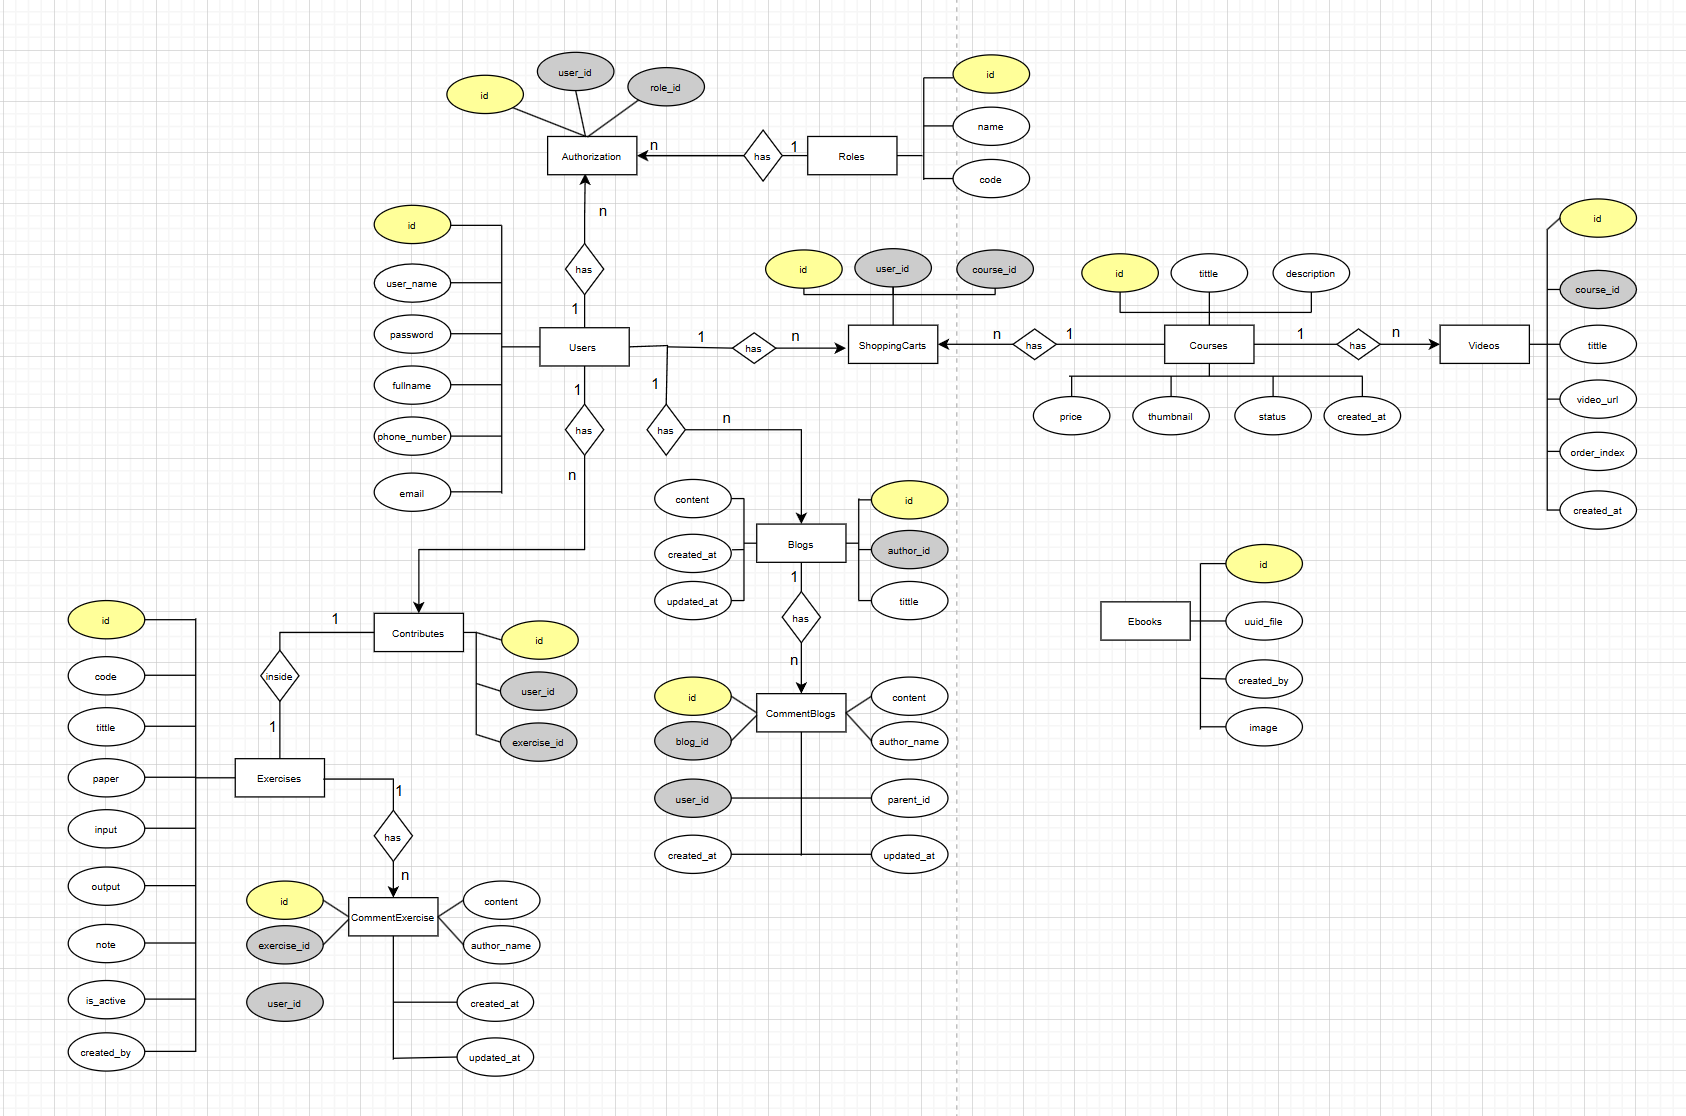 id
user_id
role_id
Authorization
n
has
1
Roles
id
name
code
n
has
1
id
user_name
password
fullname
phone_number
email
Users
1
has
n
1
has
n
id
user_id
course_id
ShoppingCarts
n
has
1
id
tittle
description
Courses
price
thumbnail
status
created_at
1
has
n
Videos
id
course_id
tittle
video_url
order_index
created_at
1
has
n
content
created_at
updated_at
Blogs
id
author_id
tittle
1
has
n
id
blog_id
user_id
created_at
CommentBlogs
content
author_name
parent_id
updated_at
Ebooks
id
uuid_file
created_by
image
Contributes
id
user_id
exercise_id
1
inside
1
id
code
tittle
paper
input
output
note
is_active
created_by
Exercises
1
has
n
id
exercise_id
user_id
CommentExercise
content
author_name
created_at
updated_at